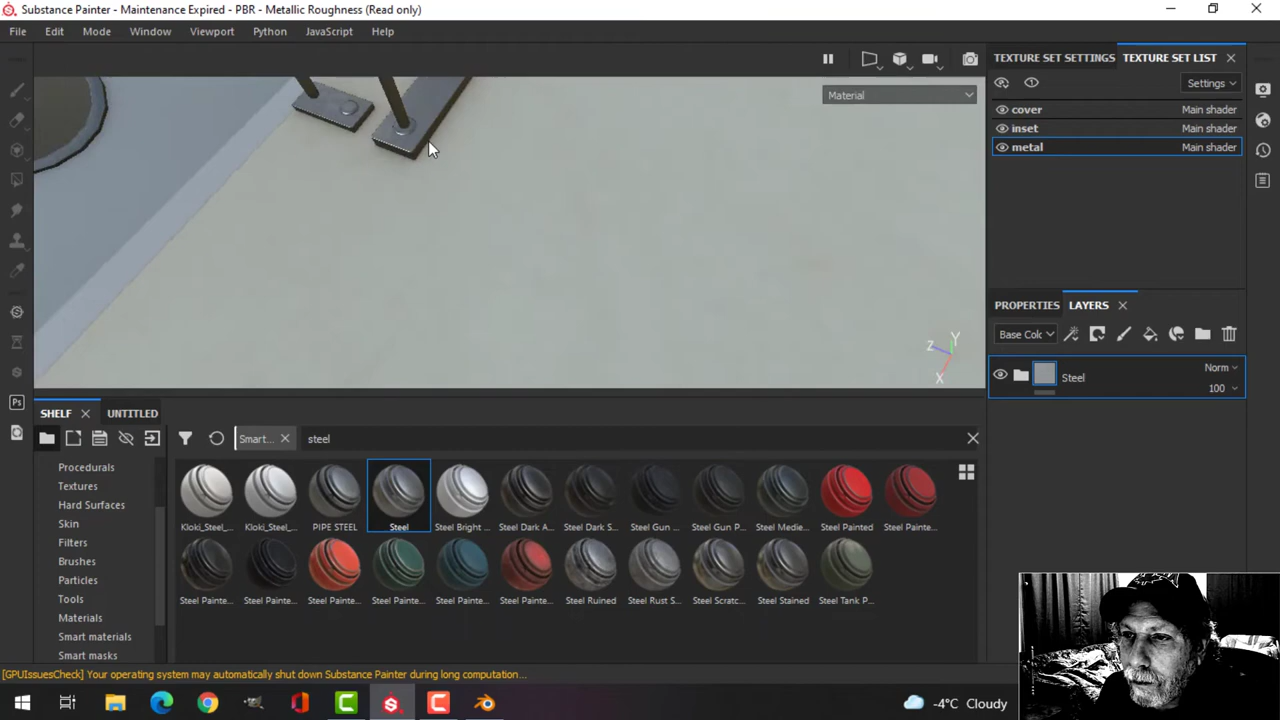 Substance Painter - Maintenance Expired - PBR - Metallic Roughness (Read only)
File Edit Mode Window Viewport Python JavaScript Help
TEXTURE SET SETTINGS TEXTURE SET LIST
Material
Settings
cover Main shader
inset Main shader
metal Main shader
Y
Z
X
PROPERTIES LAYERS
Base Col
Norm
Steel
100
SHELF UNTITLED
Smart... steel
Procedurals
Textures
Hard Surfaces
Skin
Filters
Brushes
Particles
Tools
Materials
Smart materials
Smart masks
Kloki_Steel_... Kloki_Steel_... PIPE STEEL Steel Steel Bright ... Steel Dark A... Steel Dark S... Steel Gun ... Steel Gun P... Steel Medie... Steel Painted Steel Painte...
Steel Painte... Steel Painte... Steel Painte... Steel Painte... Steel Painte... Steel Painte... Steel Ruined Steel Rust S... Steel Scratc... Steel Stained Steel Tank P...
[GPUIssuesCheck] Your operating system may automatically shut down Substance Painter during long computation...
Ps
-4°C Cloudy